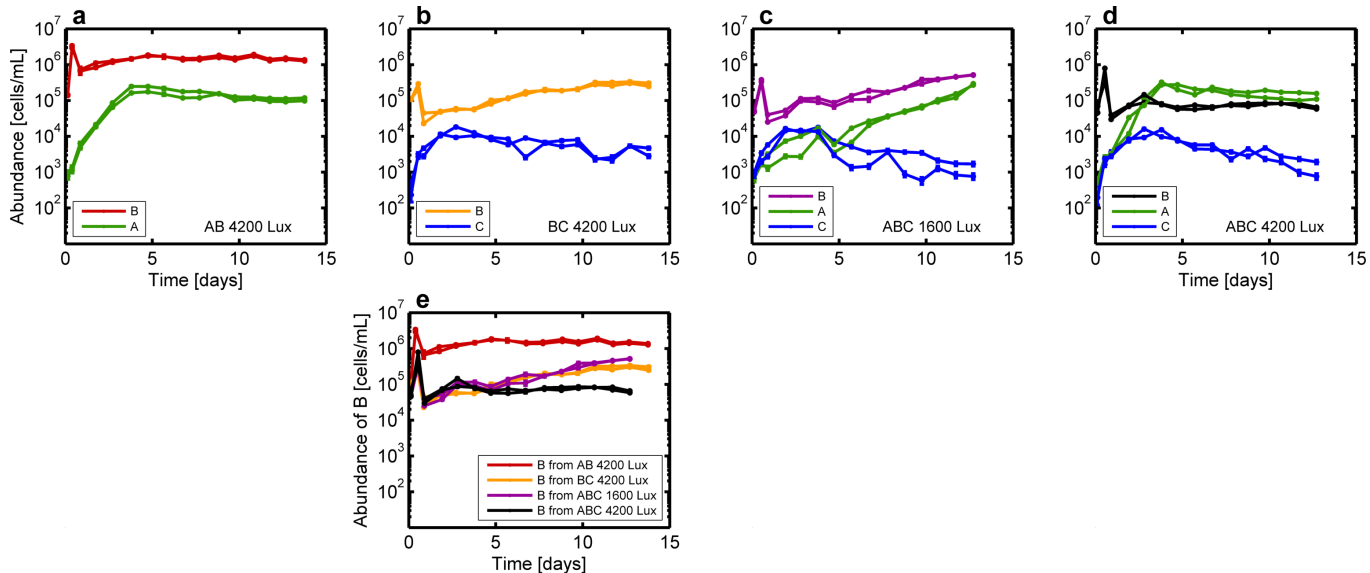 a
Abundance [cells/mL]
10^7
10^6
10^5
10^4
10^3
10^2
B
A
AB 4200 Lux
0 5 10 15
Time [days]
b
10^7
10^6
10^5
10^4
10^3
10^2
B
C
BC 4200 Lux
0 5 10 15
c
10^7
10^6
10^5
10^4
10^3
10^2
B
A
C
ABC 1600 Lux
0 5 10 15
d
10^7
10^6
10^5
10^4
10^3
10^2
B
A
C
ABC 4200 Lux
0 5 10 15
Time [days]
e
Abundance of B [cells/mL]
10^7
10^6
10^5
10^4
10^3
10^2
B from AB 4200 Lux
B from BC 4200 Lux
B from ABC 1600 Lux
B from ABC 4200 Lux
0 5 10 15
Time [days]